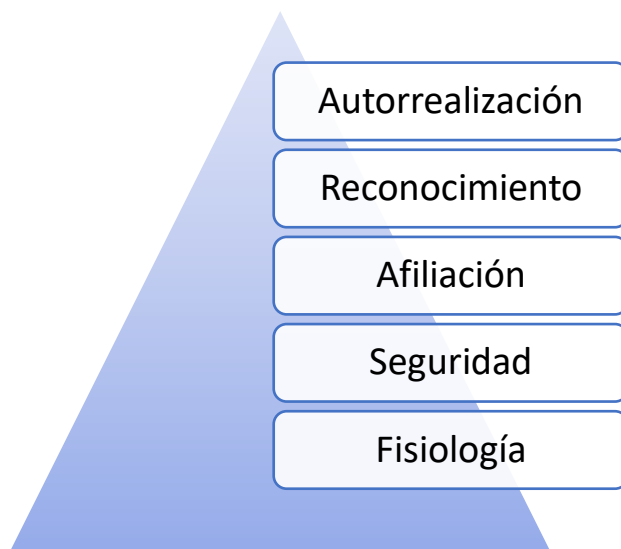 Autorrealización
Reconocimiento
Afiliación
Seguridad
Fisiología